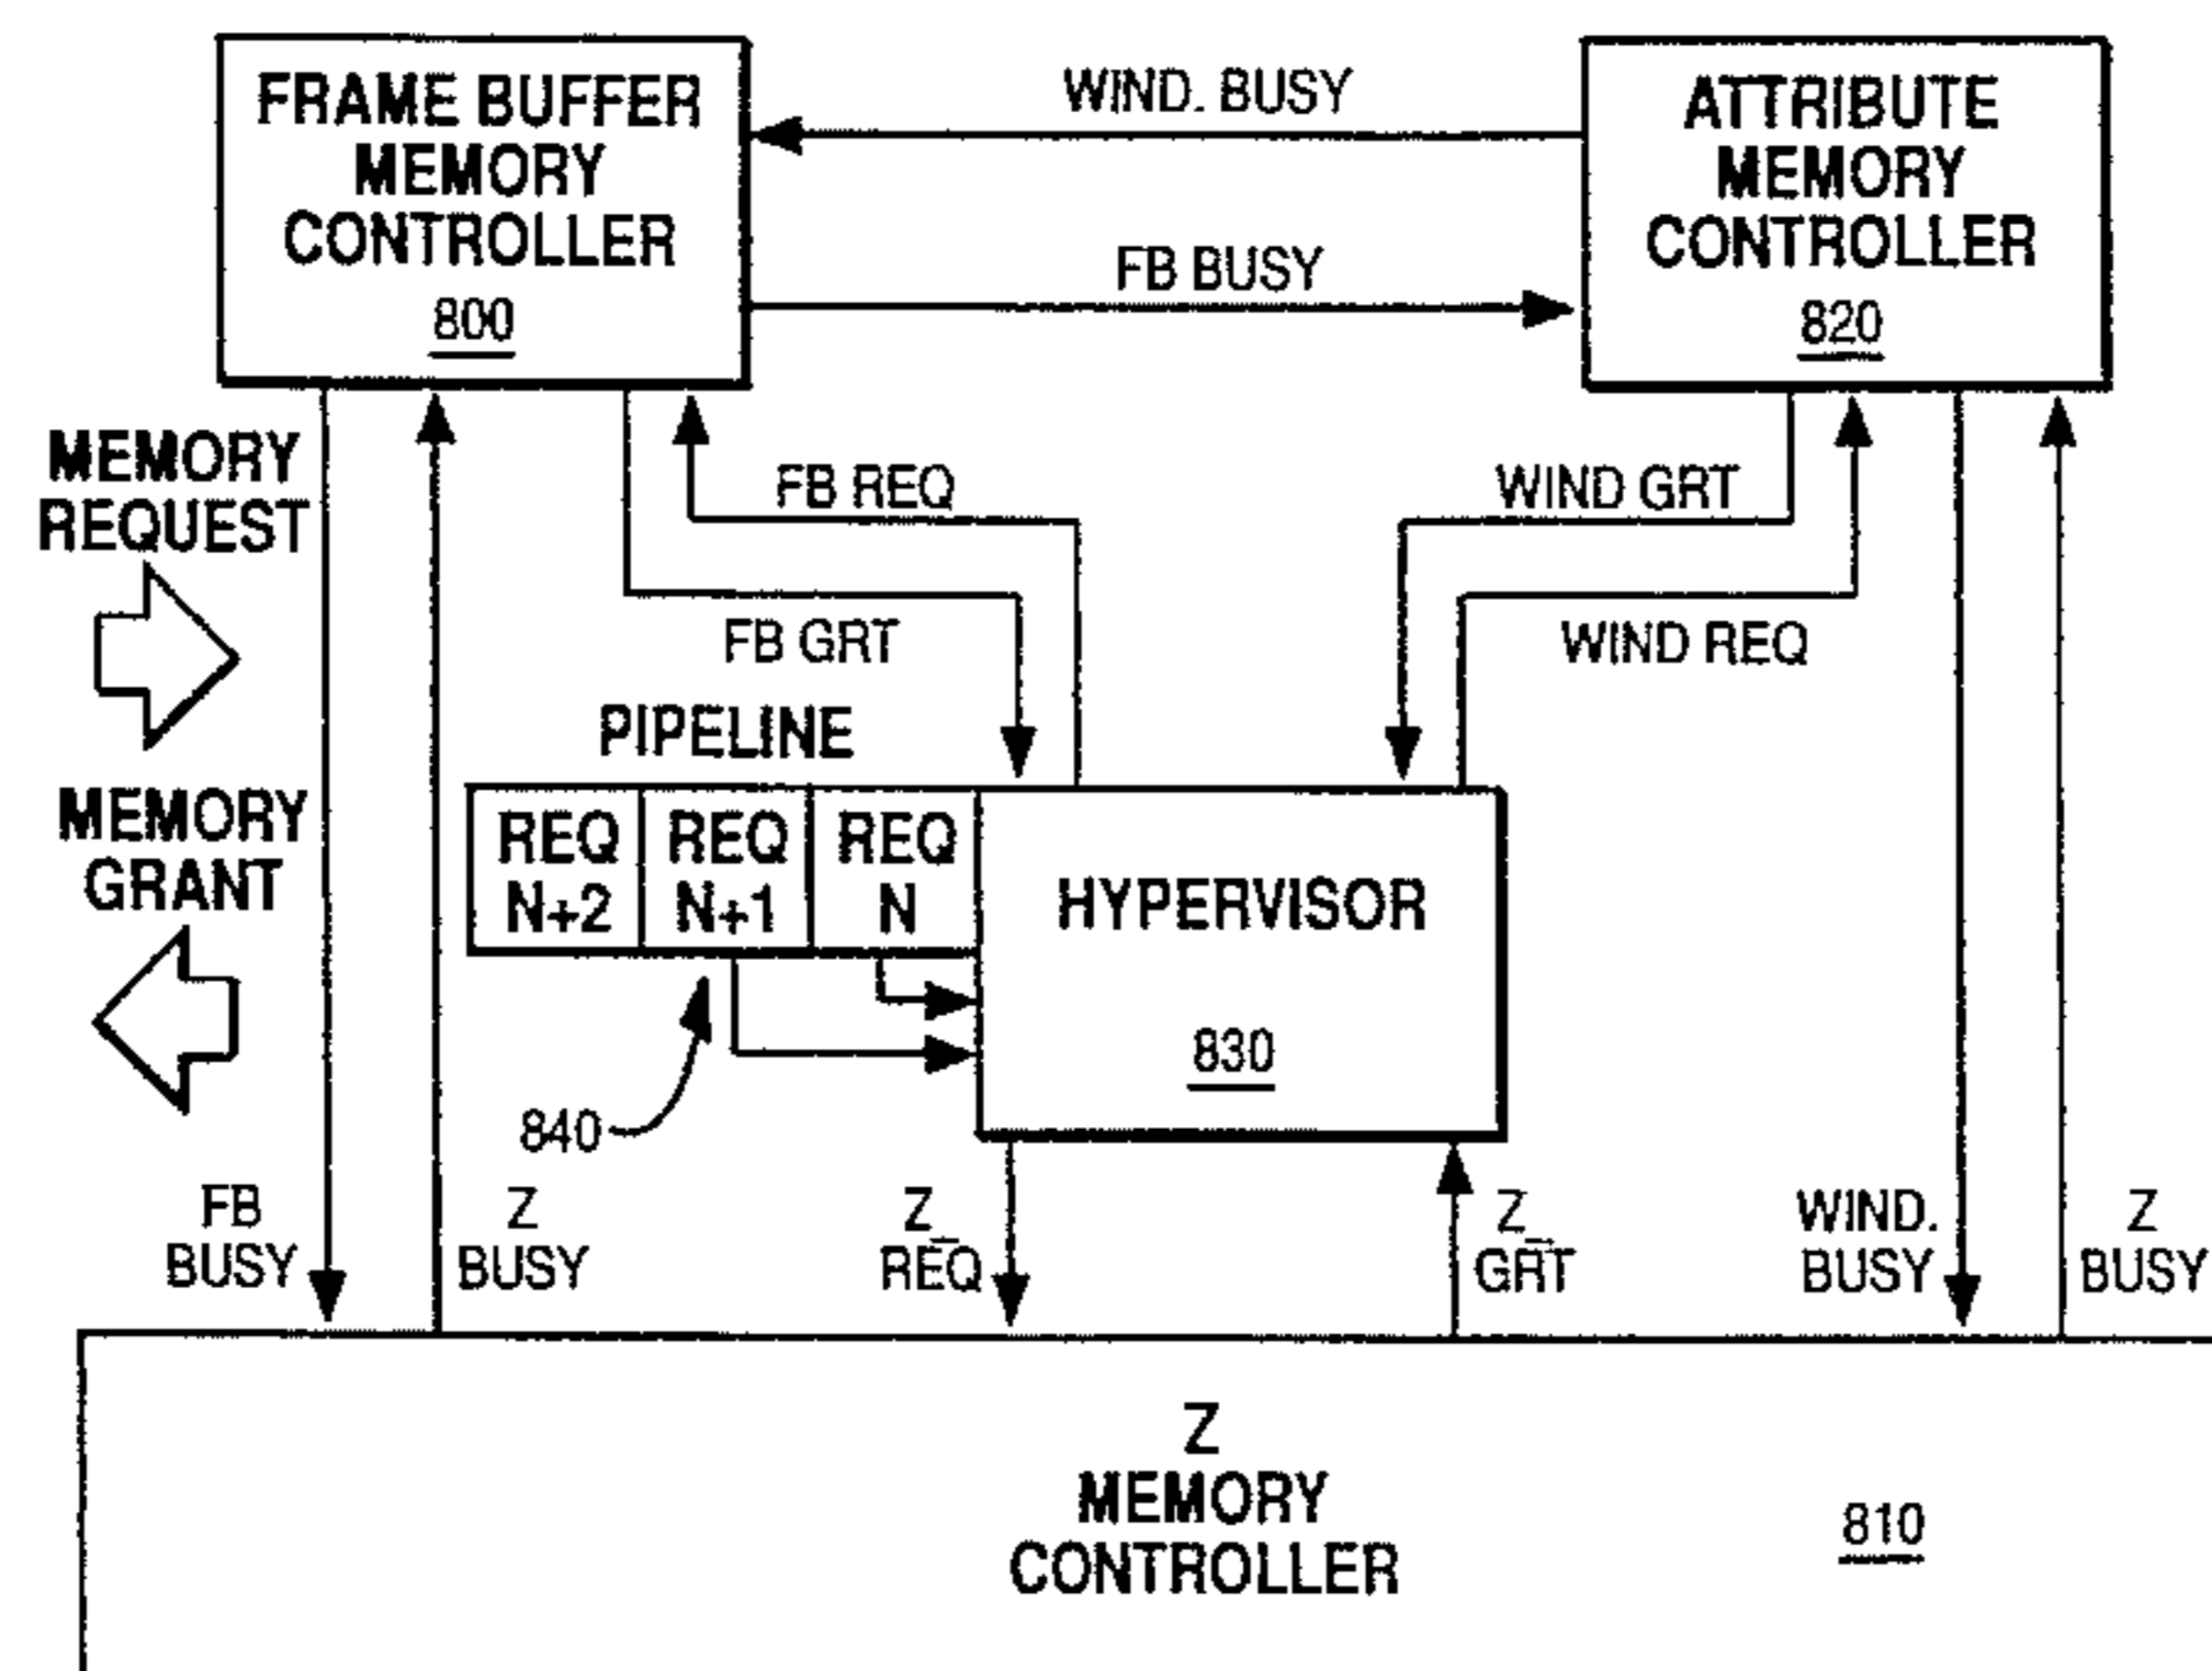 FRAME BUFFER
MEMORY
CONTROLLER
800
WIND. BUSY
FB BUSY
ATTRIBUTE
MEMORY
CONTROLLER
820
MEMORY
REQUEST
FB REQ
FB GRT
WIND GRT
WIND REQ
MEMORY
GRANT
PIPELINE
REQ
N+2
REQ
N+1
REQ
N
HYPERVISOR
830
840
FB
BUSY
Z
BUSY
Z_
REQ
Z_
GRT
WIND.
BUSY
Z
BUSY
Z
MEMORY
CONTROLLER
810